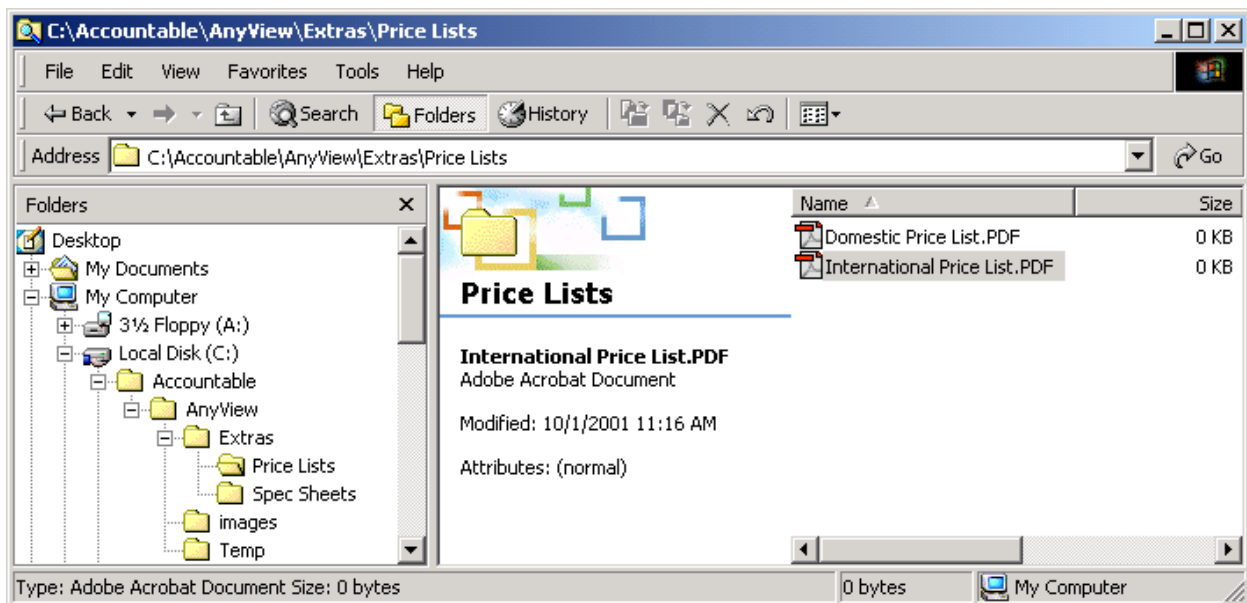 C:\Accountable\AnyView\Extras\Price Lists
File Edit View Favorites Tools Help
Back Search Folders History
Address C:\Accountable\AnyView\Extras\Price Lists Go
Folders
Desktop
My Documents
My Computer
3½ Floppy (A:)
Local Disk (C:)
Accountable
AnyView
Extras
Price Lists
Spec Sheets
images
Temp
Price Lists
International Price List.PDF
Adobe Acrobat Document
Modified: 10/1/2001 11:16 AM
Attributes: (normal)
Name Size
Domestic Price List.PDF 0 KB
International Price List.PDF 0 KB
Type: Adobe Acrobat Document Size: 0 bytes 0 bytes My Computer